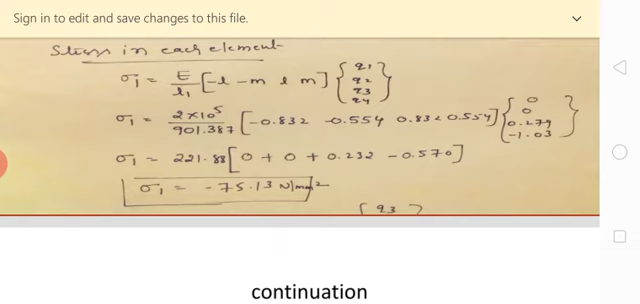 Sign in to edit and save changes to this file.
Stress in each element
σ₁ = E/l₁ [-l -m l m] {q1 q2 q3 q4}
σ₁ = 2×10⁵/901.387 [-0.832 -0.554 0.832 0.554] {0 0 0.279 -1.03}
σ₁ = 221.88 [0 + 0 + 0.232 - 0.570]
σ₁ = -75.13 N/mm²
{q3}
continuation